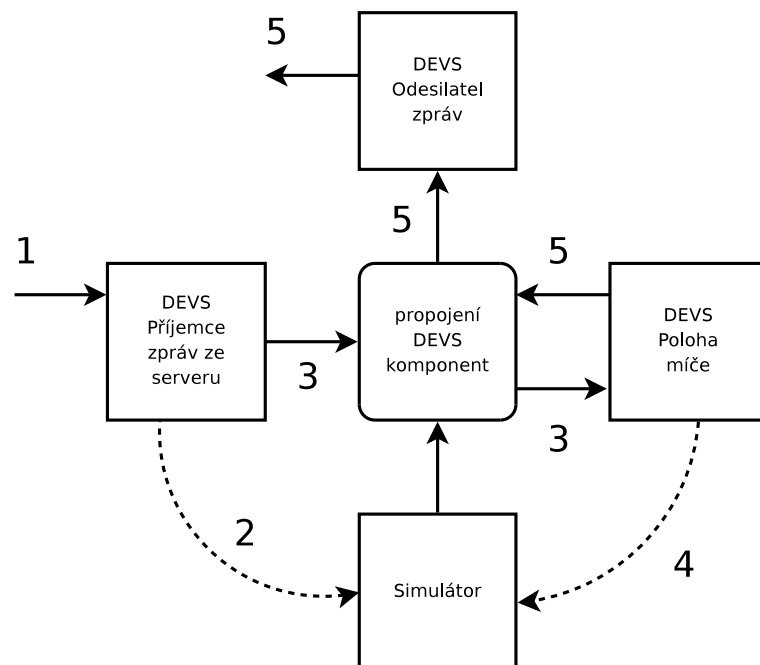 5
DEVS
Odesilatel
zpráv
5
1
5
DEVS
Příjemce
zpráv ze
serveru
propojení
DEVS
komponent
DEVS
Poloha
míče
3
3
2
4
Simulátor